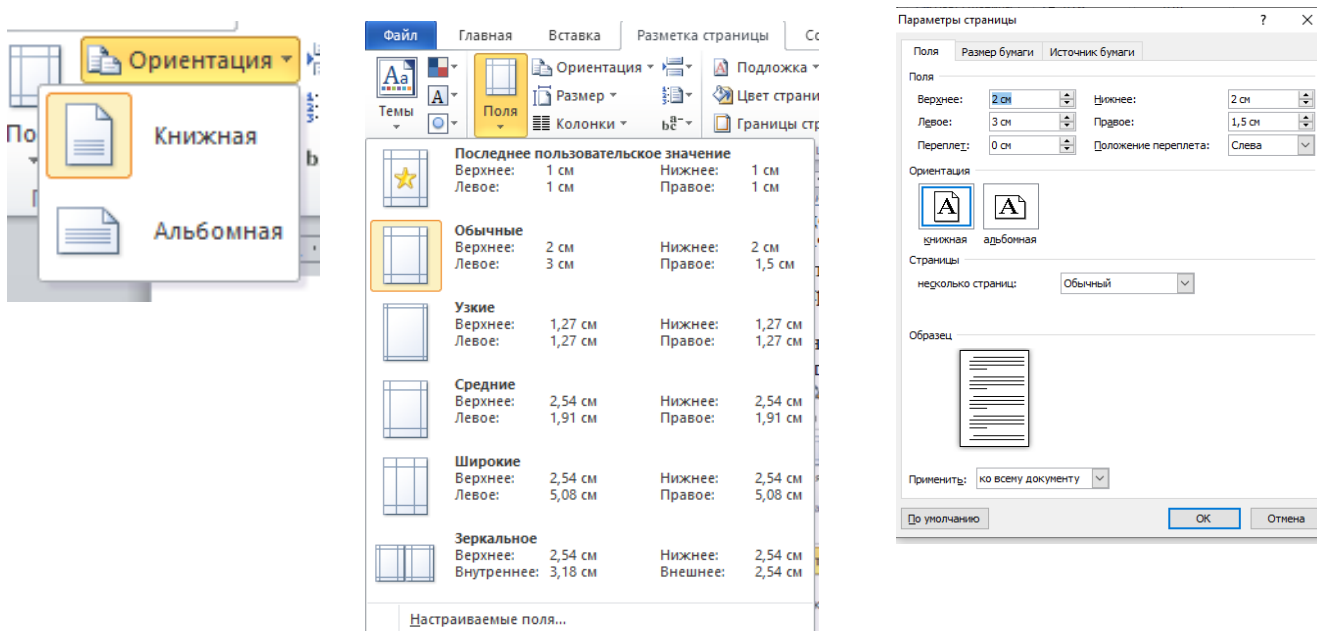 Ориентация
По
Книжная
Альбомная
Файл Главная Вставка Разметка страницы
Темы
Поля
Ориентация
Размер
Колонки
Подложка
Цвет страни
Границы стр
Последнее пользовательское значение
Верхнее: 1 см Нижнее: 1 см
Левое: 1 см Правое: 1 см
Обычные
Верхнее: 2 см Нижнее: 2 см
Левое: 3 см Правое: 1,5 см
Узкие
Верхнее: 1,27 см Нижнее: 1,27 см
Левое: 1,27 см Правое: 1,27 см
Средние
Верхнее: 2,54 см Нижнее: 2,54 см
Левое: 1,91 см Правое: 1,91 см
Широкие
Верхнее: 2,54 см Нижнее: 2,54 см
Левое: 5,08 см Правое: 5,08 см
Зеркальное
Верхнее: 2,54 см Нижнее: 2,54 см
Внутреннее: 3,18 см Внешнее: 2,54 см
Настраиваемые поля...
Параметры страницы ?
Поля Размер бумаги Источник бумаги
Поля
Верхнее: 2 см Нижнее: 2 см
Левое: 3 см Правое: 1,5 см
Переплет: 0 см Положение переплета: Слева
Ориентация
книжная альбомная
Страницы
несколько страниц: Обычный
Образец
Применить: ко всему документу
По умолчанию ОК Отмена